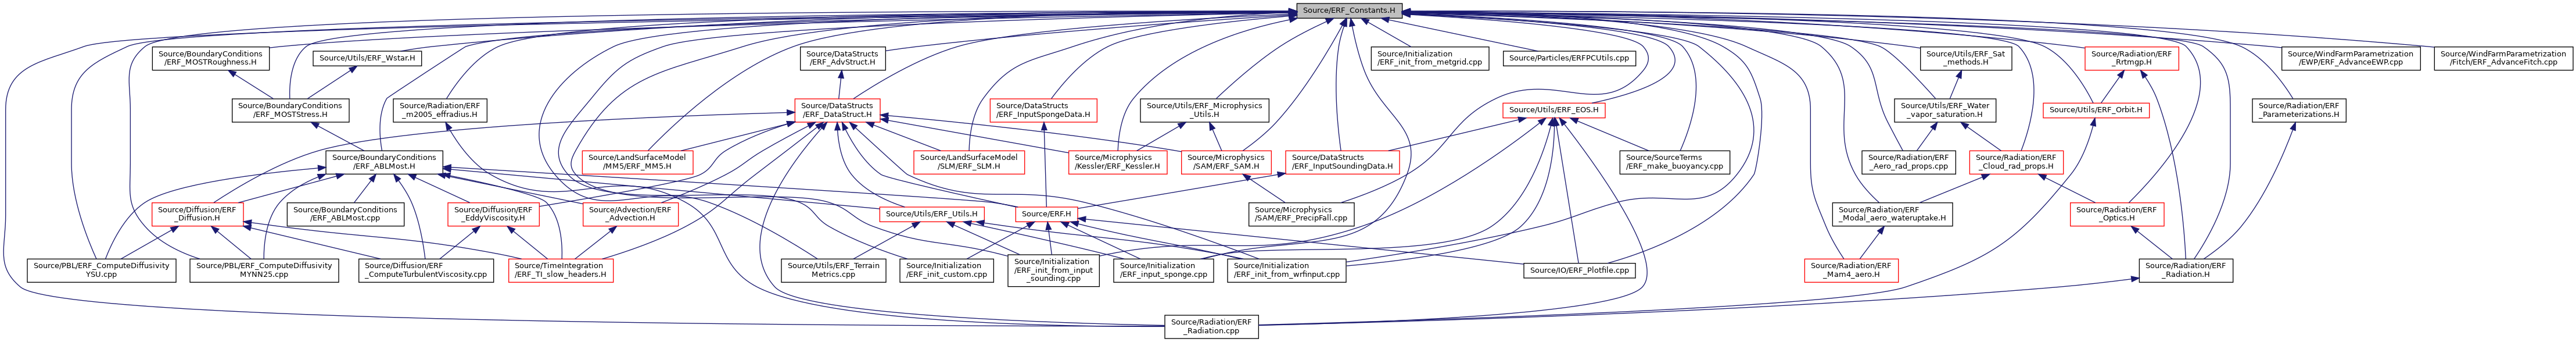 Source/ERF_Constants.H
Source/BoundaryConditions
/ERF_MOSTRoughness.H
Source/Utils/ERF_Wstar.H
Source/DataStructs
/ERF_AdvStruct.H
Source/Initialization
/ERF_init_from_metgrid.cpp
Source/Particles/ERFPCUtils.cpp
Source/Utils/ERF_Sat
_methods.H
Source/Radiation/ERF
_Rrtmgp.H
Source/WindFarmParametrization
/EWP/ERF_AdvanceEWP.cpp
Source/WindFarmParametrization
/Fitch/ERF_AdvanceFitch.cpp
Source/BoundaryConditions
/ERF_MOSTStress.H
Source/Radiation/ERF
_m2005_effradius.H
Source/DataStructs
/ERF_DataStruct.H
Source/DataStructs
/ERF_InputSpongeData.H
Source/Utils/ERF_Microphysics
_Utils.H
Source/Utils/ERF_EOS.H
Source/Utils/ERF_Water
_vapor_saturation.H
Source/Utils/ERF_Orbit.H
Source/Radiation/ERF
_Parameterizations.H
Source/BoundaryConditions
/ERF_ABLMost.H
Source/LandSurfaceModel
/MM5/ERF_MM5.H
Source/LandSurfaceModel
/SLM/ERF_SLM.H
Source/Microphysics
/Kessler/ERF_Kessler.H
Source/Microphysics
/SAM/ERF_SAM.H
Source/DataStructs
/ERF_InputSoundingData.H
Source/SourceTerms
/ERF_make_buoyancy.cpp
Source/Radiation/ERF
_Aero_rad_props.cpp
Source/Radiation/ERF
_Cloud_rad_props.H
Source/Diffusion/ERF
_Diffusion.H
Source/BoundaryConditions
/ERF_ABLMost.cpp
Source/Diffusion/ERF
_EddyViscosity.H
Source/Advection/ERF
_Advection.H
Source/Utils/ERF_Utils.H
Source/ERF.H
Source/Microphysics
/SAM/ERF_PrecipFall.cpp
Source/Radiation/ERF
_Modal_aero_wateruptake.H
Source/Radiation/ERF
_Optics.H
Source/PBL/ERF_ComputeDiffusivity
YSU.cpp
Source/PBL/ERF_ComputeDiffusivity
MYNN25.cpp
Source/Diffusion/ERF
_ComputeTurbulentViscosity.cpp
Source/TimeIntegration
/ERF_TI_slow_headers.H
Source/Utils/ERF_Terrain
Metrics.cpp
Source/Initialization
/ERF_init_custom.cpp
Source/Initialization
/ERF_init_from_input
_sounding.cpp
Source/Initialization
/ERF_input_sponge.cpp
Source/Initialization
/ERF_init_from_wrfinput.cpp
Source/IO/ERF_Plotfile.cpp
Source/Radiation/ERF
_Mam4_aero.H
Source/Radiation/ERF
_Radiation.H
Source/Radiation/ERF
_Radiation.cpp